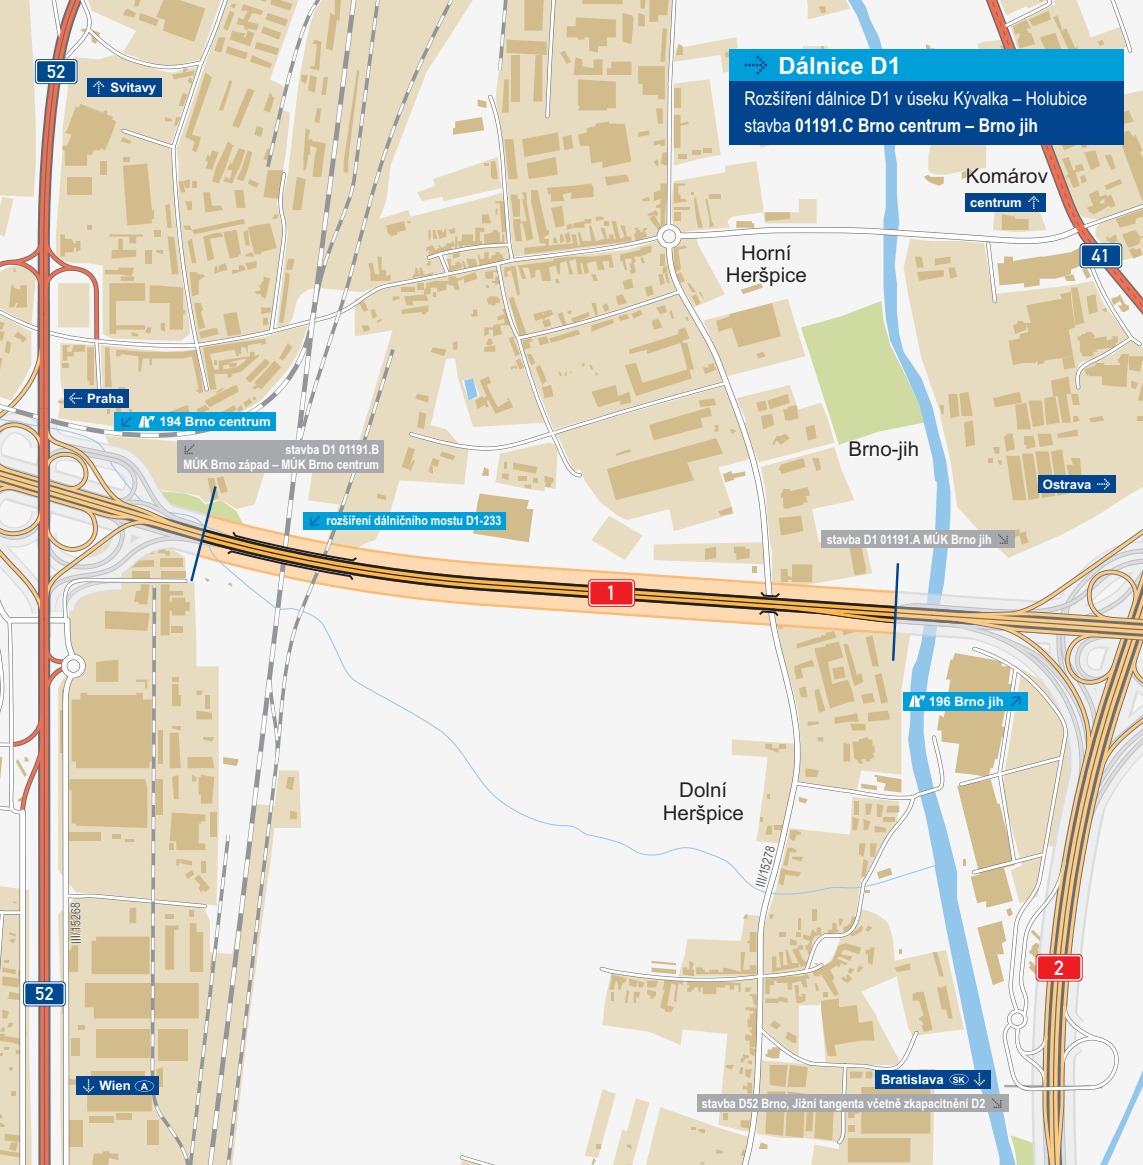 Dálnice D1
Rozšíření dálnice D1 v úseku Kývalka – Holubice
stavba 01191.C Brno centrum – Brno jih
52
Svitavy
Komárov
centrum
41
Horní
Heršpice
Praha
194 Brno centrum
stavba D1 01191.B
MÚK Brno západ – MÚK Brno centrum
Brno-jih
Ostrava
rozšíření dálničního mostu D1-233
stavba D1 01191.A MÚK Brno jih
1
196 Brno jih
Dolní
Heršpice
III/15278
III/15268
2
52
Wien A
Bratislava SK
stavba D52 Brno, Jižní tangenta včetně zkapacitnění D2